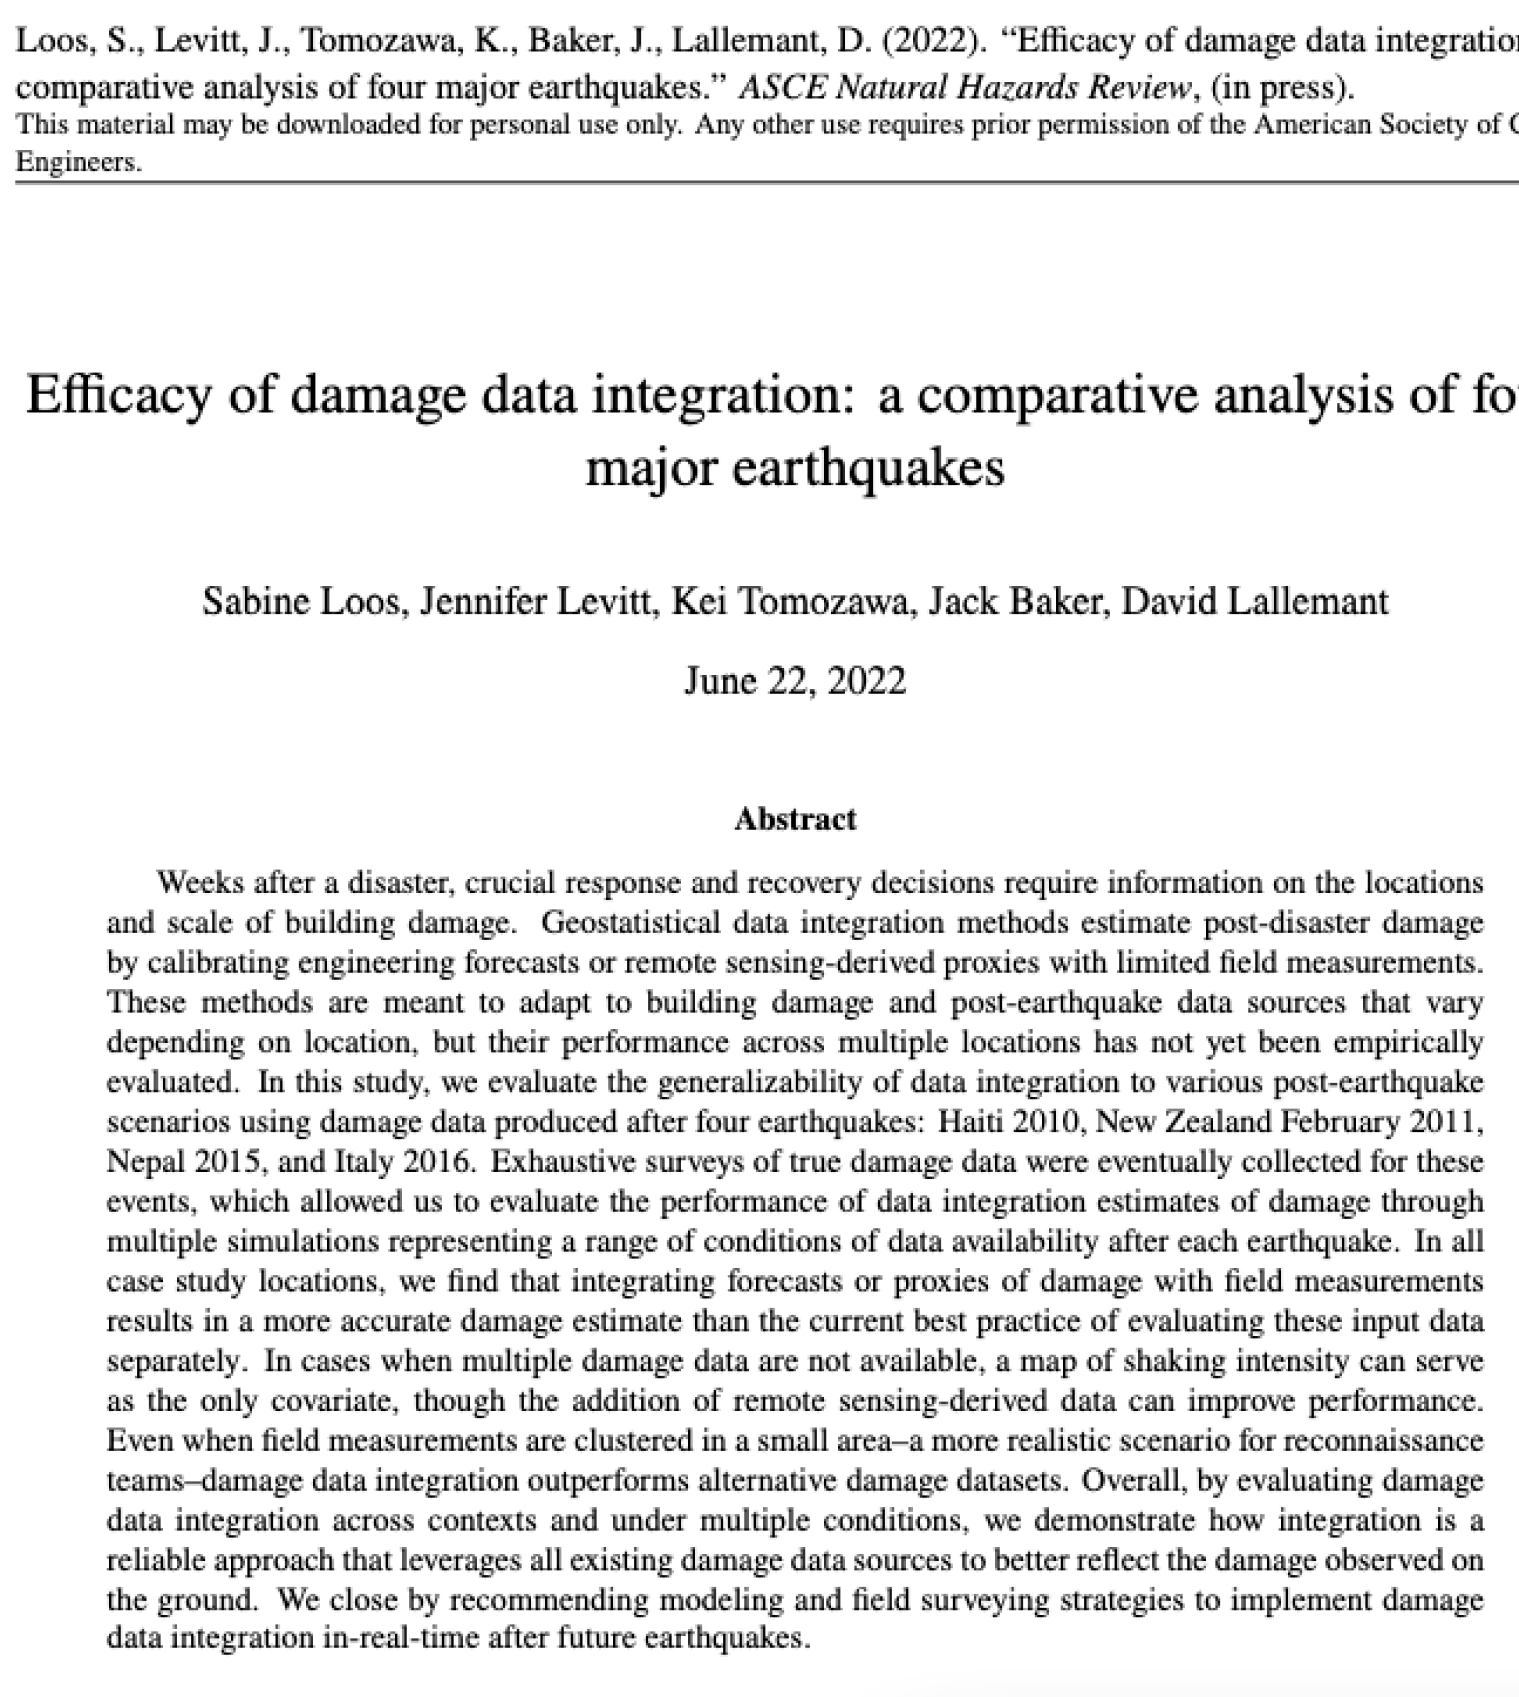 Loos, S., Levitt, J., Tomozawa, K., Baker, J., Lallemant, D. (2022). “Efficacy of damage data integration
comparative analysis of four major earthquakes.” ASCE Natural Hazards Review, (in press).
This material may be downloaded for personal use only. Any other use requires prior permission of the American Society of
Engineers.
Efficacy of damage data integration: a comparative analysis of
major earthquakes
Sabine Loos, Jennifer Levitt, Kei Tomozawa, Jack Baker, David Lallemant
June 22, 2022
Abstract
Weeks after a disaster, crucial response and recovery decisions require information on the locations
and scale of building damage. Geostatistical data integration methods estimate post-disaster damage
by calibrating engineering forecasts or remote sensing-derived proxies with limited field measurements.
These methods are meant to adapt to building damage and post-earthquake data sources that vary
depending on location, but their performance across multiple locations has not yet been empirically
evaluated. In this study, we evaluate the generalizability of data integration to various post-earthquake
scenarios using damage data produced after four earthquakes: Haiti 2010, New Zealand February 2011,
Nepal 2015, and Italy 2016. Exhaustive surveys of true damage data were eventually collected for these
events, which allowed us to evaluate the performance of data integration estimates of damage through
multiple simulations representing a range of conditions of data availability after each earthquake. In all
case study locations, we find that integrating forecasts or proxies of damage with field measurements
results in a more accurate damage estimate than the current best practice of evaluating these input data
separately. In cases when multiple damage data are not available, a map of shaking intensity can serve
as the only covariate, though the addition of remote sensing-derived data can improve performance.
Even when field measurements are clustered in a small area–a more realistic scenario for reconnaissance
teams–damage data integration outperforms alternative damage datasets. Overall, by evaluating damage
data integration across contexts and under multiple conditions, we demonstrate how integration is a
reliable approach that leverages all existing damage data sources to better reflect the damage observed on
the ground. We close by recommending modeling and field surveying strategies to implement damage
data integration in-real-time after future earthquakes.